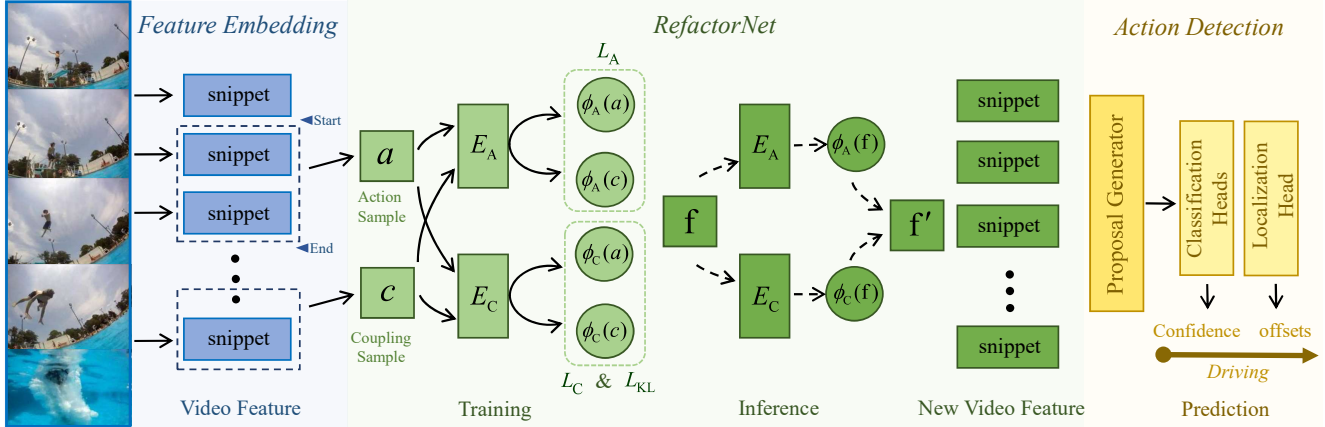 Feature Embedding
RefactorNet
Action Detection
snippet
Start
snippet
snippet
End
snippet
Video Feature
a
Action
Sample
c
Coupling
Sample
E_A
E_C
L_A
ϕ_A(a)
ϕ_A(c)
ϕ_C(a)
ϕ_C(c)
L_C & L_KL
Training
f
E_A
E_C
ϕ_A(f)
ϕ_C(f)
f′
Inference
snippet
snippet
snippet
snippet
New Video Feature
Proposal Generator
Classification
Heads
Localization
Head
Confidence
offsets
Driving
Prediction